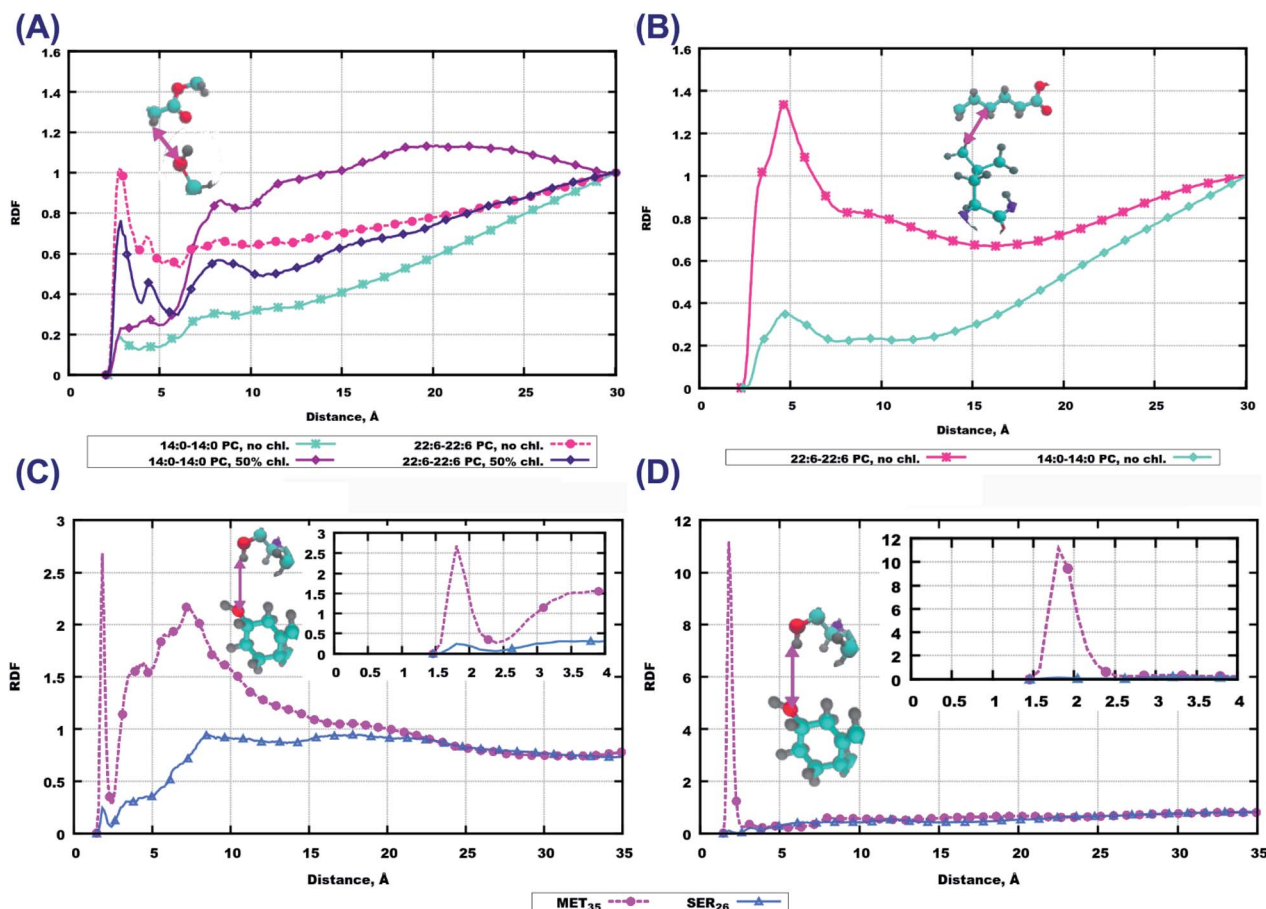 (A)
1.6
1.4
1.2
1
0.8
0.6
0.4
0.2
0
RDF
0 5 10 15 20 25 30
Distance, Å
14:0-14:0 PC, no chl. 22:6-22:6 PC, no chl.
14:0-14:0 PC, 50% chl. 22:6-22:6 PC, 50% chl.
(B)
1.6
1.4
1.2
1
0.8
0.6
0.4
0.2
0
RDF
0 5 10 15 20 25 30
Distance, Å
22:6-22:6 PC, no chl. 14:0-14:0 PC, no chl.
(C)
3
2.5
2
1.5
1
0.5
0
RDF
0 5 10 15 20 25 30 35
Distance, Å
3
2.5
2
1.5
1
0.5
0
0 0.5 1 1.5 2 2.5 3 3.5 4
(D)
12
10
8
6
4
2
0
RDF
0 5 10 15 20 25 30 35
Distance, Å
12
10
8
6
4
2
0
0 0.5 1 1.5 2 2.5 3 3.5 4
MET35 SER26